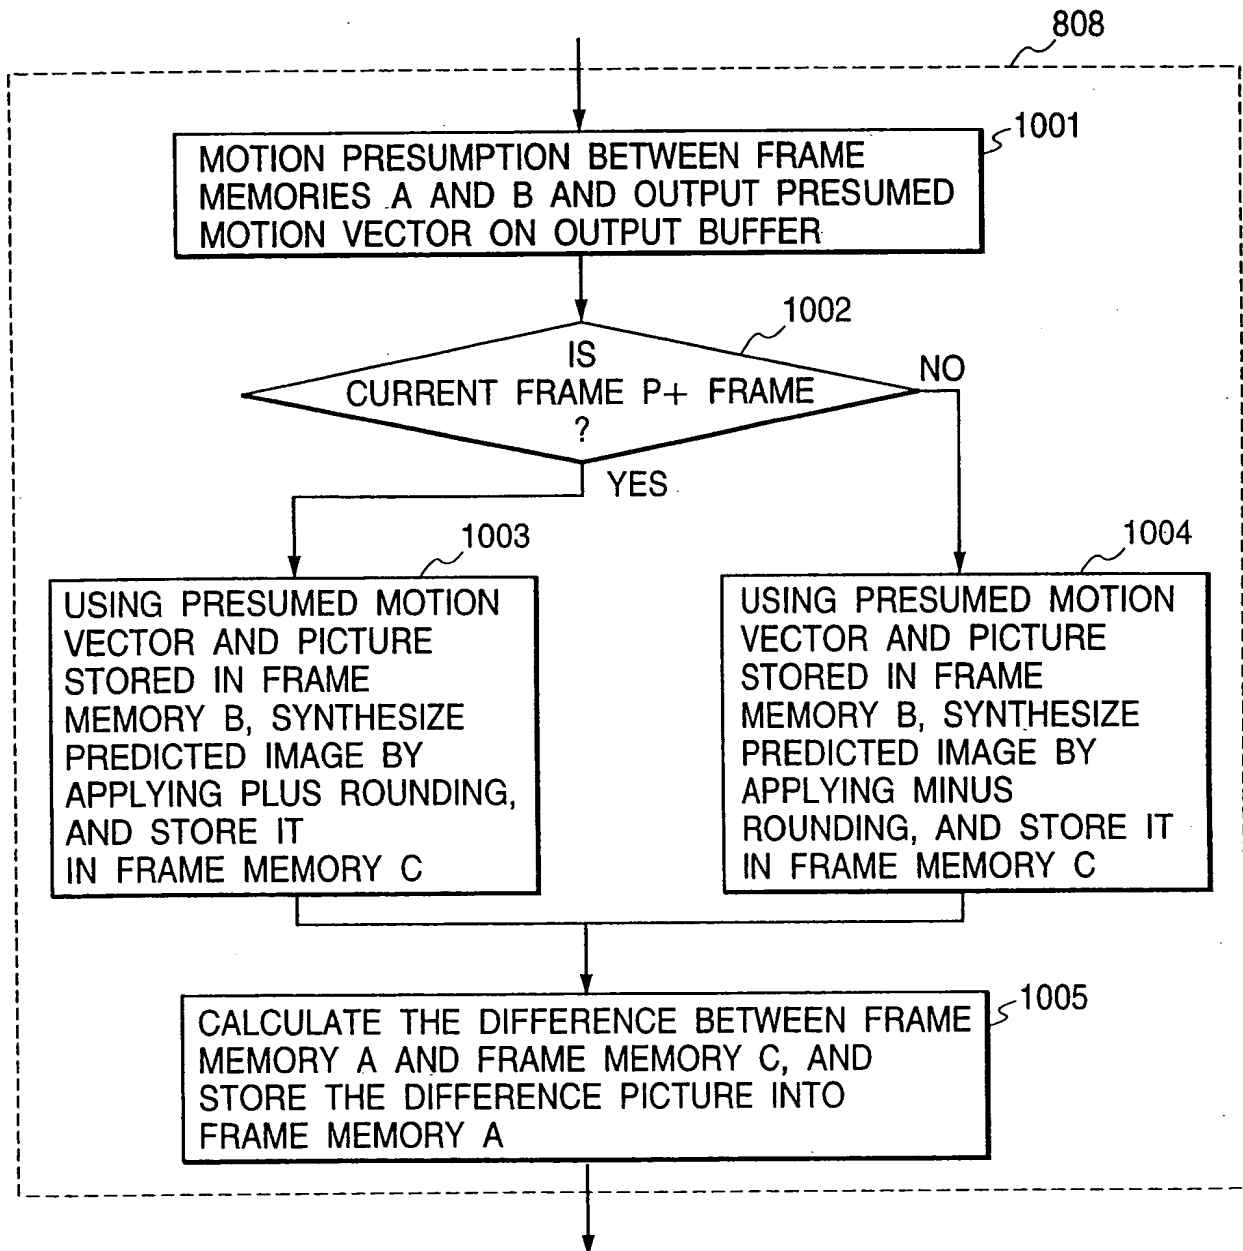 808
1001
MOTION PRESUMPTION BETWEEN FRAME
MEMORIES A AND B AND OUTPUT PRESUMED
MOTION VECTOR ON OUTPUT BUFFER
1002
IS
CURRENT FRAME P+ FRAME
?
NO
YES
1003
USING PRESUMED MOTION
VECTOR AND PICTURE
STORED IN FRAME
MEMORY B, SYNTHESIZE
PREDICTED IMAGE BY
APPLYING PLUS ROUNDING,
AND STORE IT
IN FRAME MEMORY C
1004
USING PRESUMED MOTION
VECTOR AND PICTURE
STORED IN FRAME
MEMORY B, SYNTHESIZE
PREDICTED IMAGE BY
APPLYING MINUS
ROUNDING, AND STORE IT
IN FRAME MEMORY C
1005
CALCULATE THE DIFFERENCE BETWEEN FRAME
MEMORY A AND FRAME MEMORY C, AND
STORE THE DIFFERENCE PICTURE INTO
FRAME MEMORY A